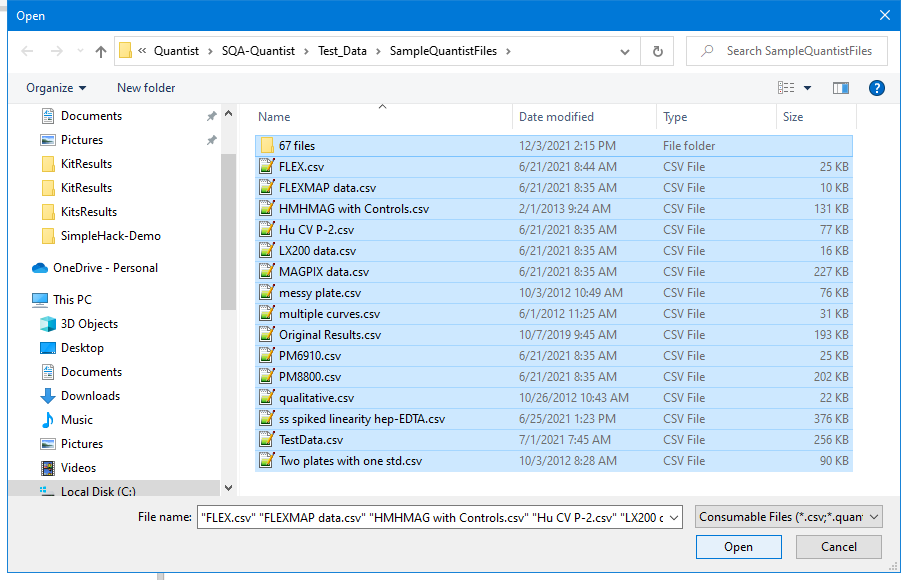 Open
« Quantist > SQA-Quantist > Test_Data > SampleQuantistFiles >
Search SampleQuantistFiles
Organize New folder
Documents
Pictures
KitResults
KitResults
KitsResults
SimpleHack-Demo
OneDrive - Personal
This PC
3D Objects
Desktop
Documents
Downloads
Music
Pictures
Videos
Local Disk (C:)
Name Date modified Type Size
67 files 12/3/2021 2:15 PM File folder
FLEX.csv 6/21/2021 8:44 AM CSV File 25 KB
FLEXMAP data.csv 6/21/2021 8:35 AM CSV File 10 KB
HMHMAG with Controls.csv 2/1/2013 9:24 AM CSV File 131 KB
Hu CV P-2.csv 6/21/2021 8:35 AM CSV File 77 KB
LX200 data.csv 6/21/2021 8:35 AM CSV File 16 KB
MAGPIX data.csv 6/21/2021 8:35 AM CSV File 227 KB
messy plate.csv 10/3/2012 10:49 AM CSV File 76 KB
multiple curves.csv 6/1/2012 11:25 AM CSV File 31 KB
Original Results.csv 10/7/2019 9:45 AM CSV File 193 KB
PM6910.csv 6/21/2021 8:35 AM CSV File 25 KB
PM8800.csv 6/21/2021 8:35 AM CSV File 202 KB
qualitative.csv 10/26/2012 10:43 AM CSV File 22 KB
ss spiked linearity hep-EDTA.csv 6/25/2021 1:23 PM CSV File 376 KB
TestData.csv 7/1/2021 7:45 AM CSV File 256 KB
Two plates with one std.csv 10/3/2012 8:28 AM CSV File 90 KB
File name: "FLEX.csv" "FLEXMAP data.csv" "HMHMAG with Controls.csv" "Hu CV P-2.csv" "LX200 Consumable Files (*.csv;*.quan
Open Cancel